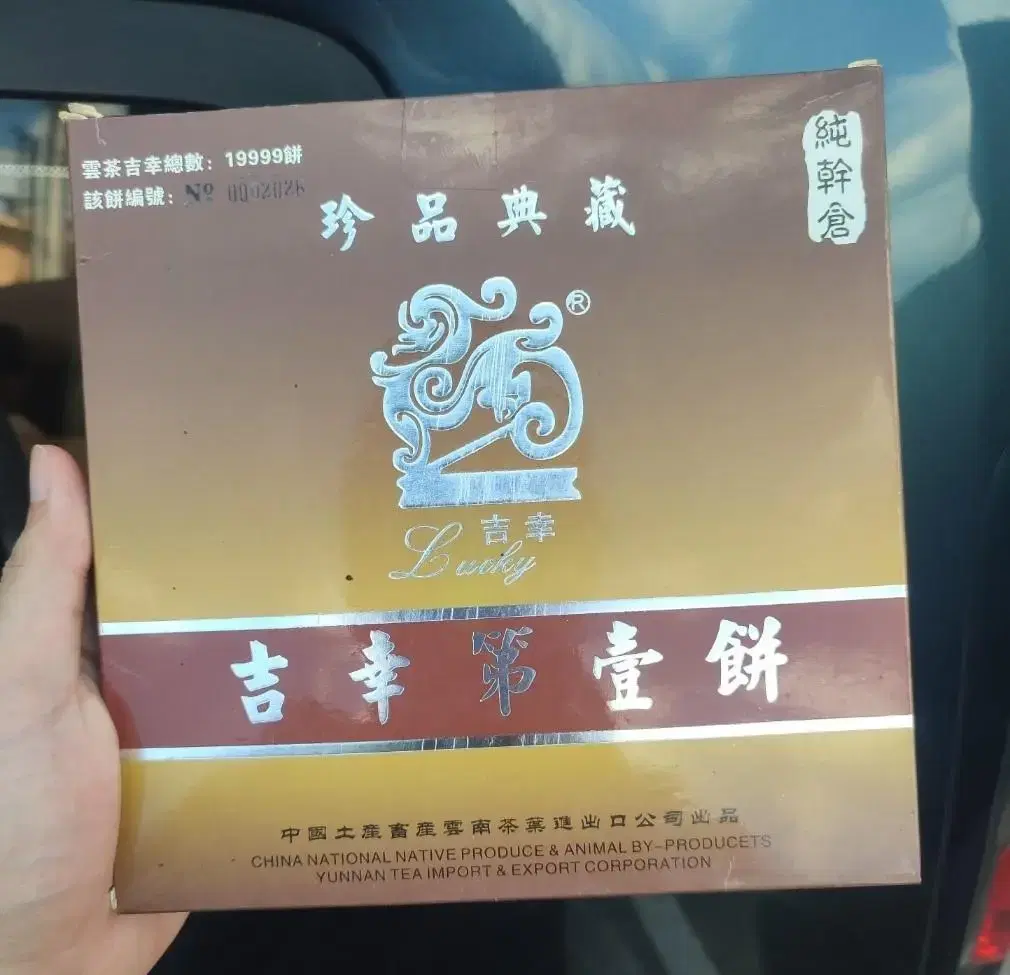 雲茶吉幸總數：19999餅
該餅編號：№
純幹倉
珍品典藏
®
吉幸
Lucky
吉幸第壹餅
中國土產畜產雲南茶葉進出口公司出品
CHINA NATIONAL NATIVE PRODUCE & ANIMAL BY-PRODUCETS
YUNNAN TEA IMPORT & EXPORT CORPORATION